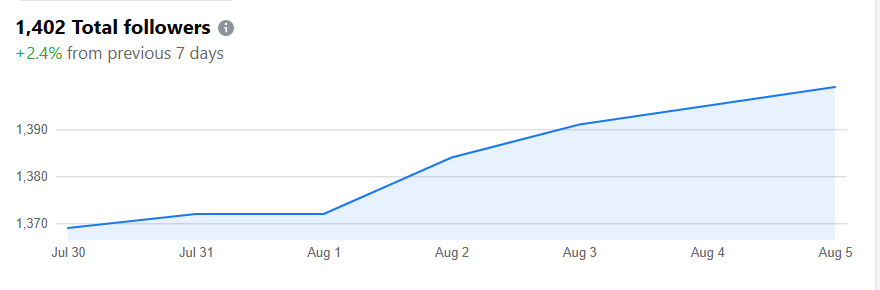 1,402 Total followers
+2.4% from previous 7 days
1,390
1,380
1,370
Jul 30 Jul 31 Aug 1 Aug 2 Aug 3 Aug 4 Aug 5